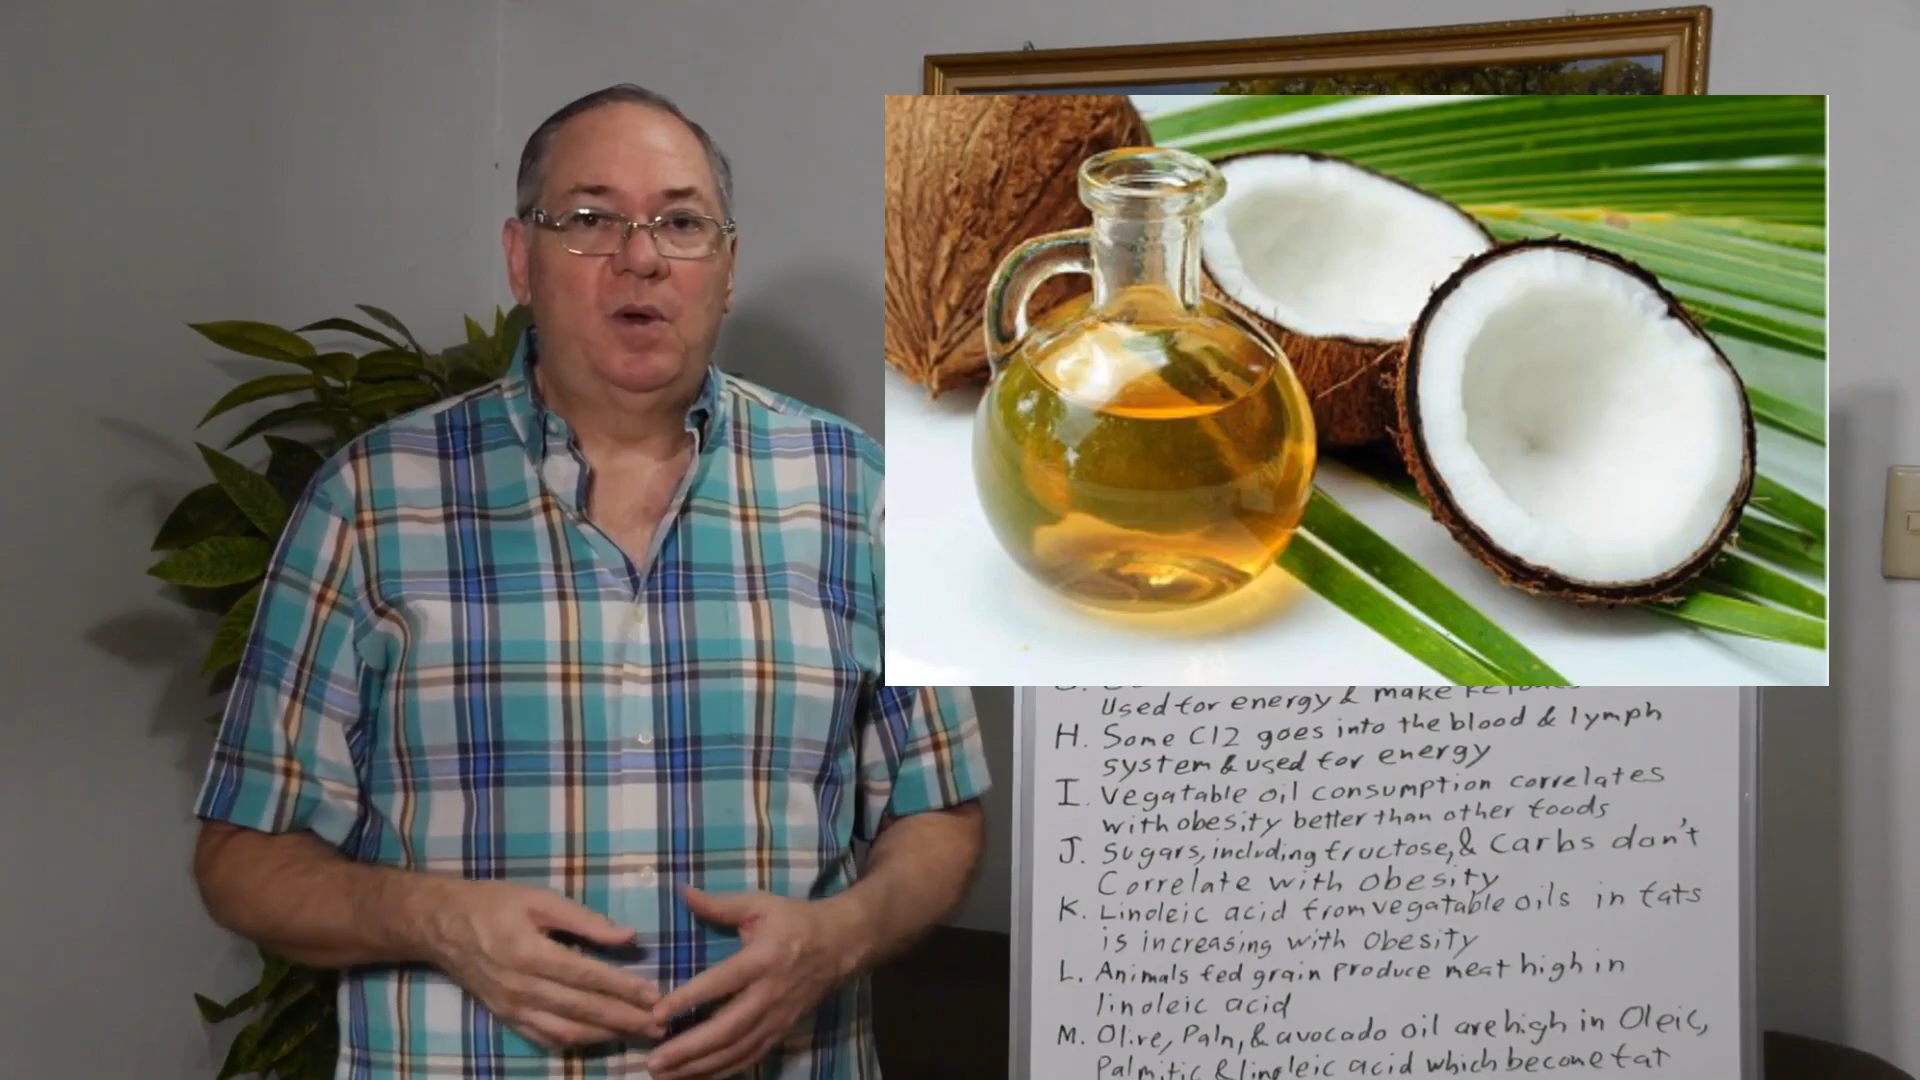 Used for energy & make
H. Some C12 goes into the blood & lymph
system & used for energy
I. Vegatable oil consumption correlates
with obesity better than other foods
J. Sugars, including fructose, & Carbs don't
Correlate with obesity
K. Linoleic acid from vegatable oils in fats
is increasing with obesity
L. Animals fed grain produce meat high in
linoleic acid
M. Olive, Paln, & avocado oil are high in Oleic,
Palmitic & linoleic acid which become fat